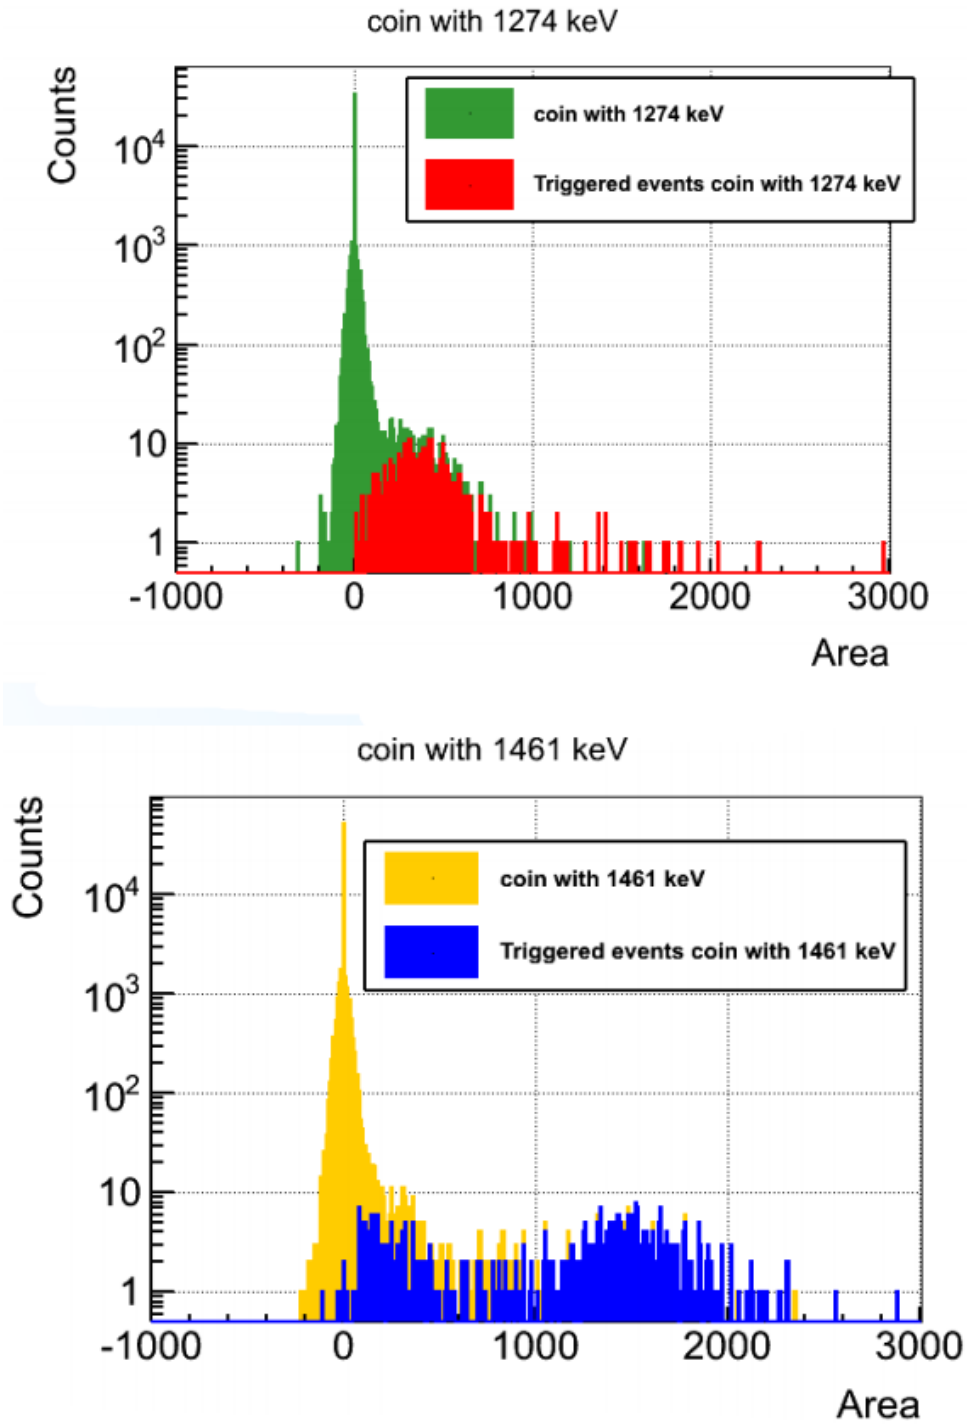 coin with 1274 keV
Counts
coin with 1274 keV
Triggered events coin with 1274 keV
10^4
10^3
10^2
10
1
-1000 0 1000 2000 3000
Area
coin with 1461 keV
Counts
coin with 1461 keV
Triggered events coin with 1461 keV
10^4
10^3
10^2
10
1
-1000 0 1000 2000 3000
Area